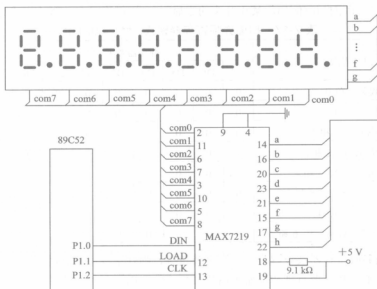 a
b
⋮
f
g
com7 com6 com5 com4 com3 com2 com1 com0
89C52
com0 2 9 4
com1 11 14 a
com2 6 16 b
com3 7 20 c
com4 3 23 d
com5 10 21 e
com6 5 15 f
com7 8 17 g
MAX7219 22 h
P1.0 DIN 1
P1.1 LOAD 12 18 9.1 kΩ +5 V
P1.2 CLK 13 19